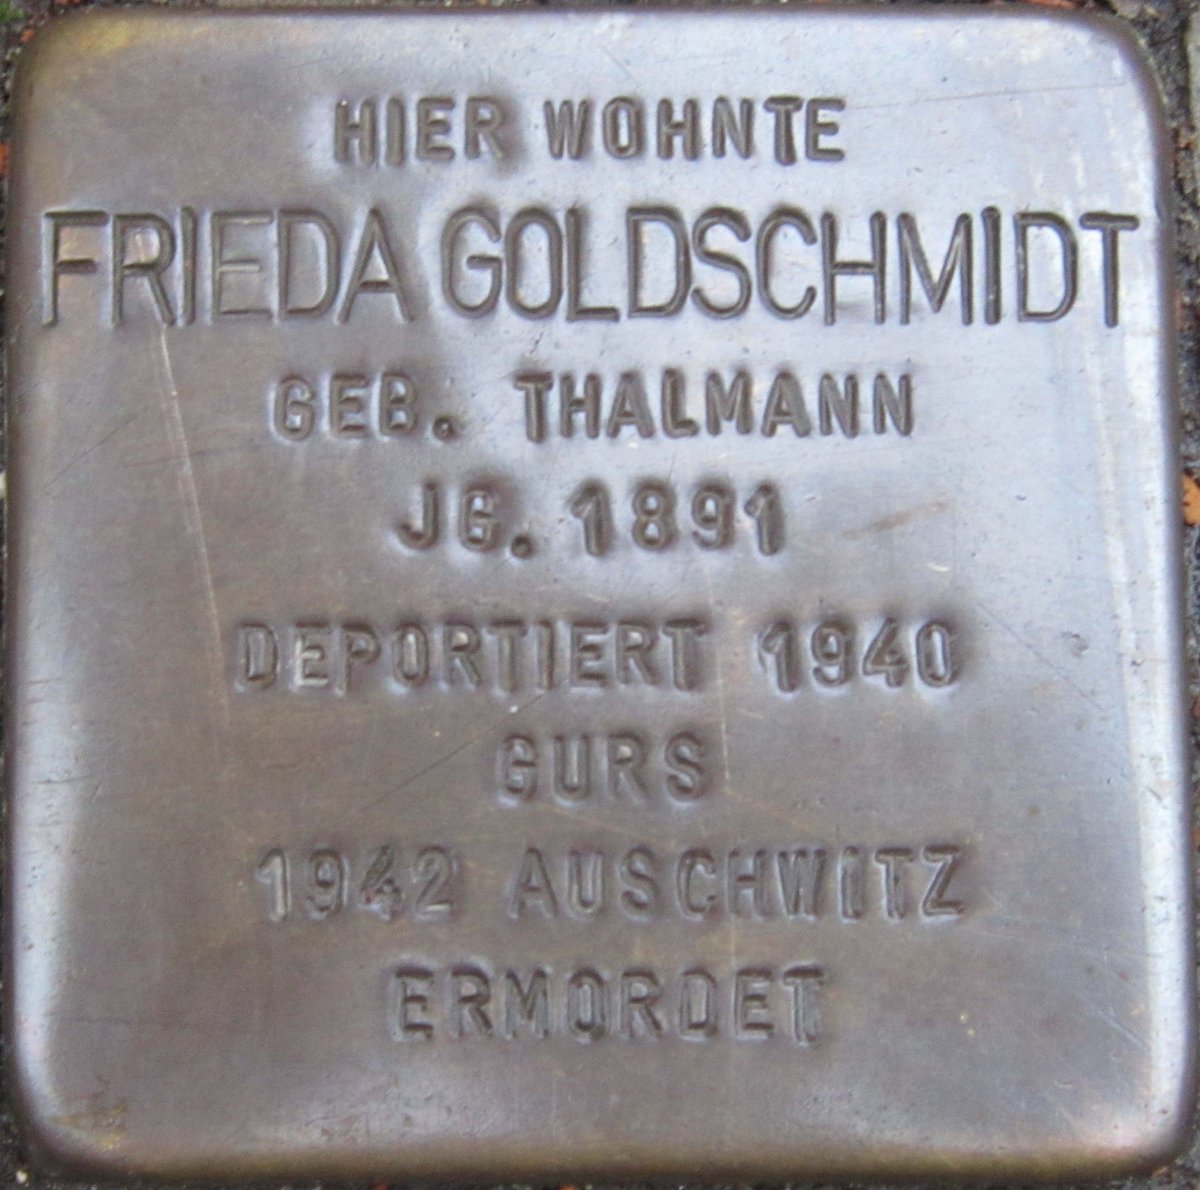 HIER WOHNTE
FRIEDA GOLDSCHMIDT
GEB. THALMANN
JG. 1891
DEPORTIERT 1940
GURS
1942 AUSCHWITZ
ERMORDET